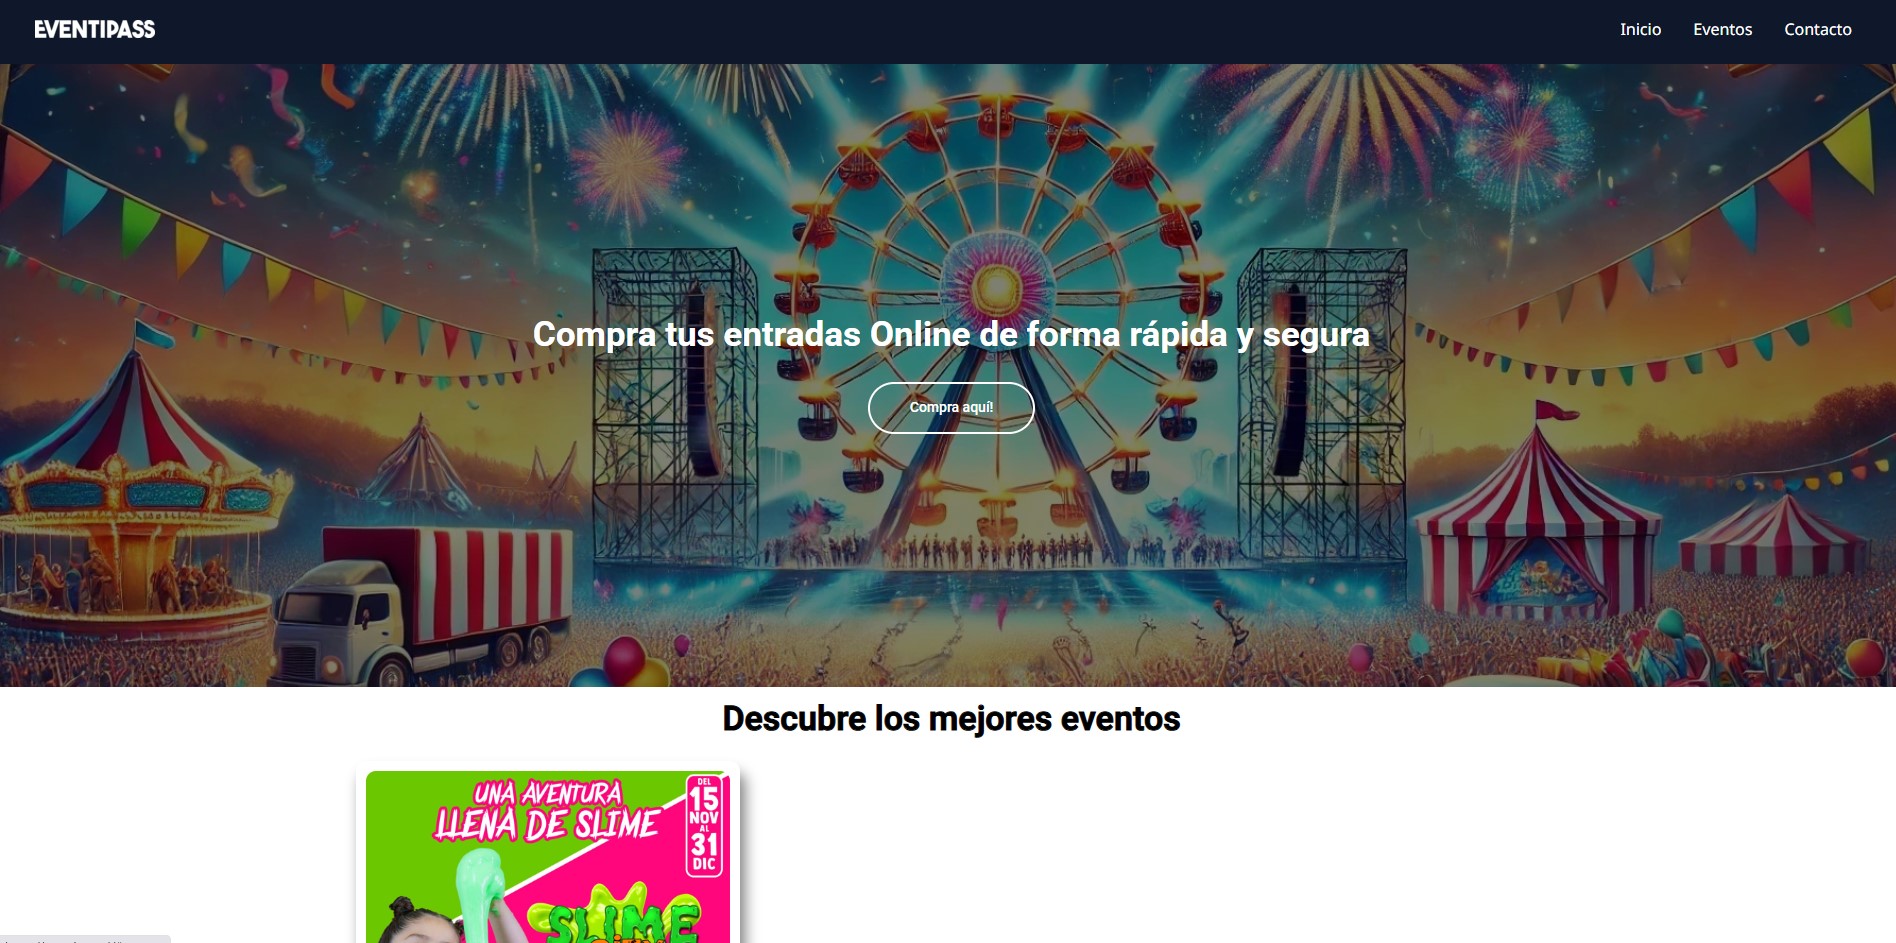 EVENTIPASS
Inicio
Eventos
Contacto
Compra tus entradas Online de forma rápida y segura
Compra aquí!
Descubre los mejores eventos
UNA AVENTURA
LLENA DE SLIME
DEL
15
NOV
AL
31
DIC
SLIME